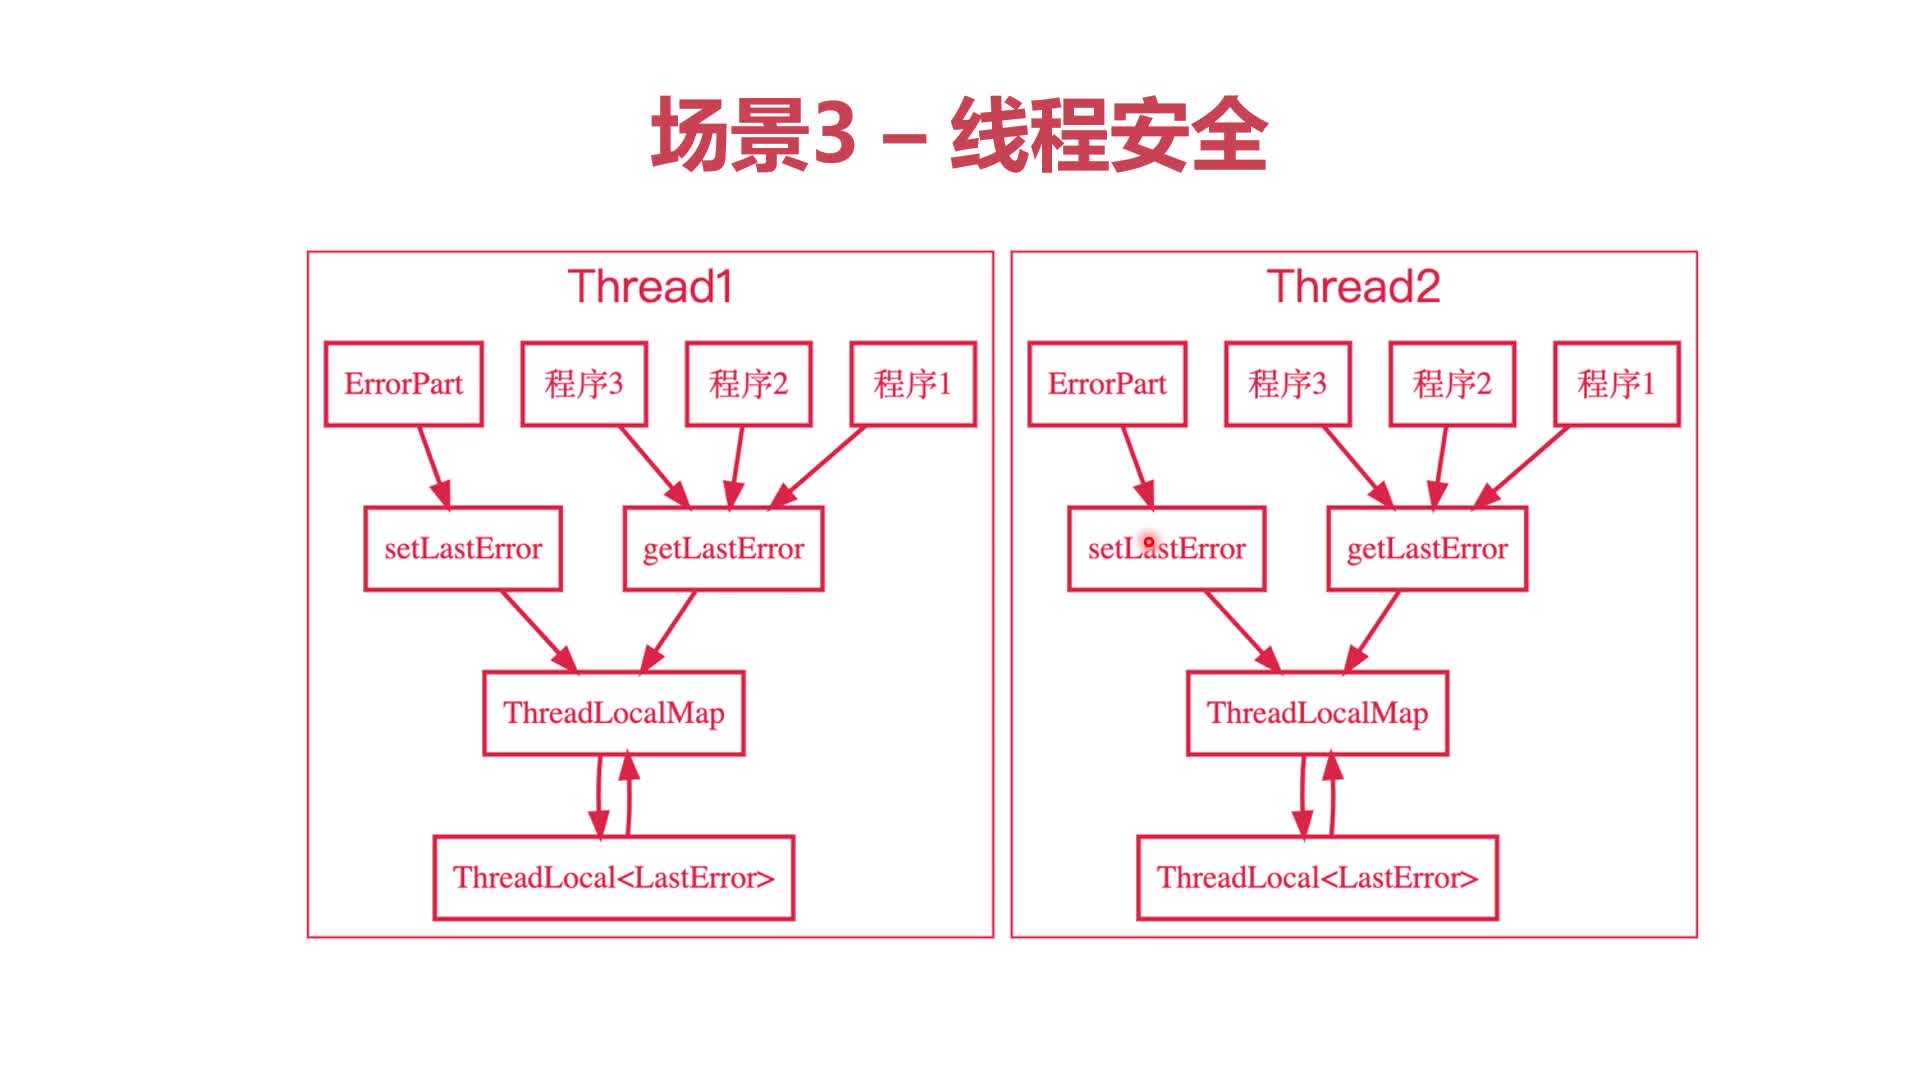 场景3 – 线程安全
Thread1
ErrorPart
程序3
程序2
程序1
setLastError
getLastError
ThreadLocalMap
ThreadLocal<LastError>
Thread2
ErrorPart
程序3
程序2
程序1
setLastError
getLastError
ThreadLocalMap
ThreadLocal<LastError>